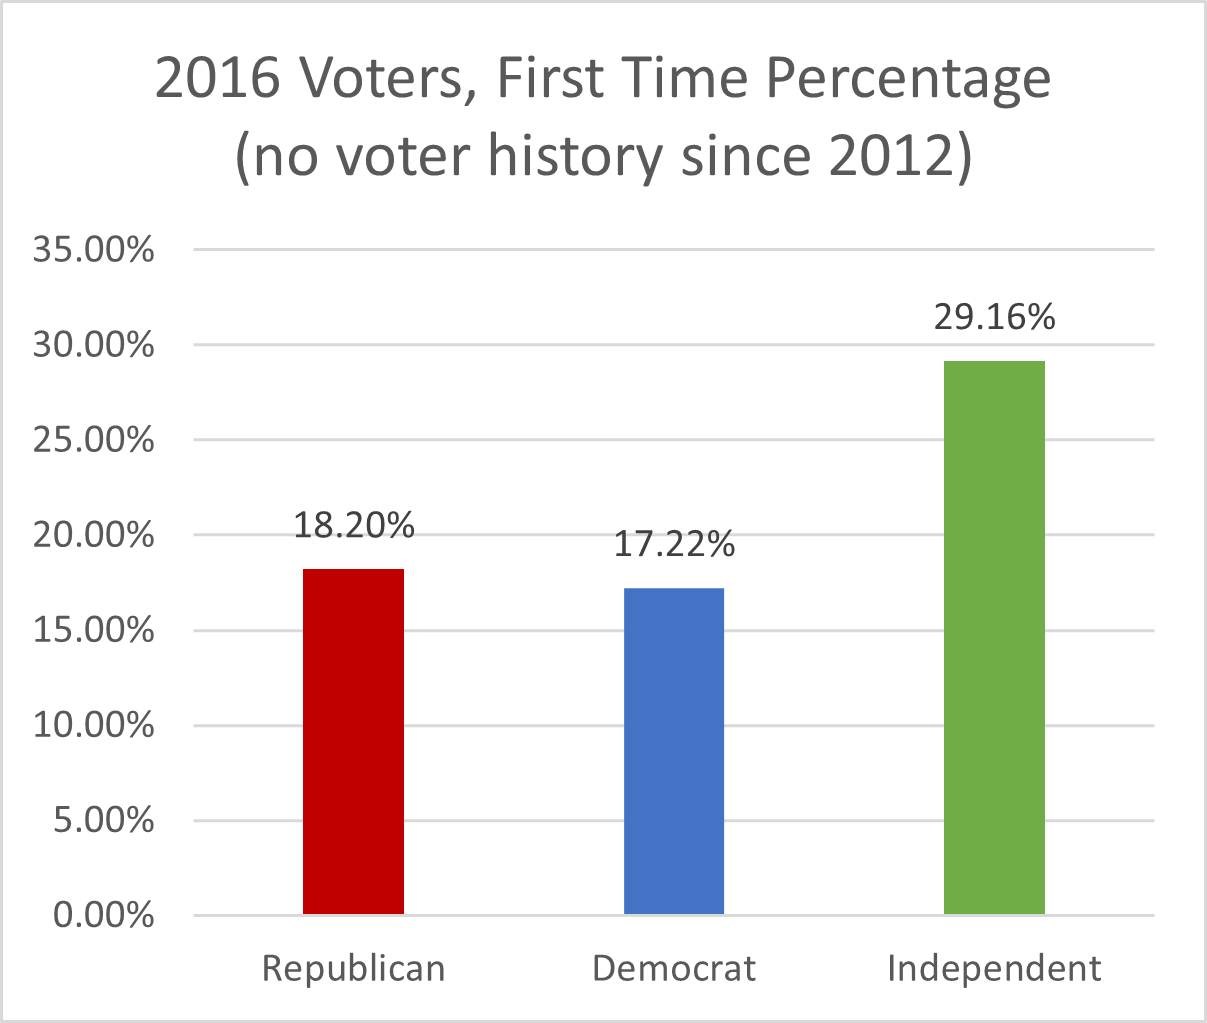 2016 Voters, First Time Percentage
(no voter history since 2012)
35.00%
30.00%
25.00%
20.00%
15.00%
10.00%
5.00%
0.00%
18.20%
17.22%
29.16%
Republican
Democrat
Independent